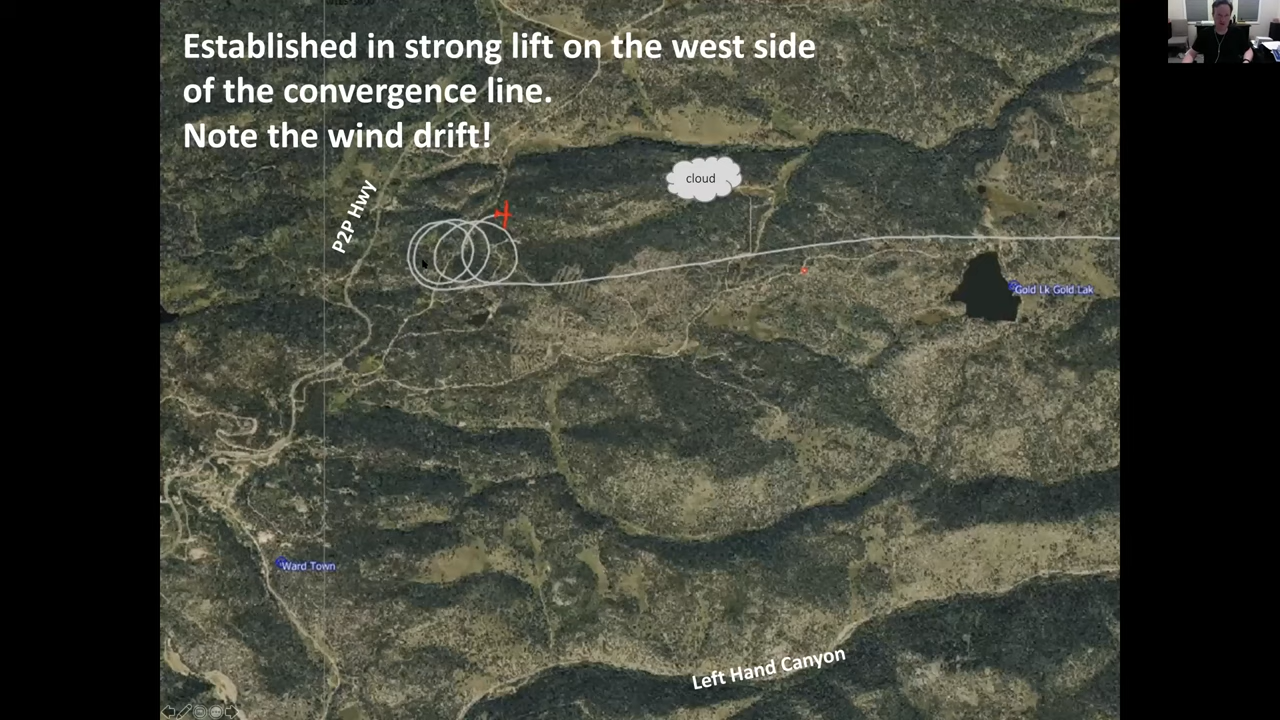 Established in strong lift on the west side
of the convergence line.
Note the wind drift!
cloud
P2P Hwy
Gold Lk Gold Lak
Ward Town
Left Hand Canyon